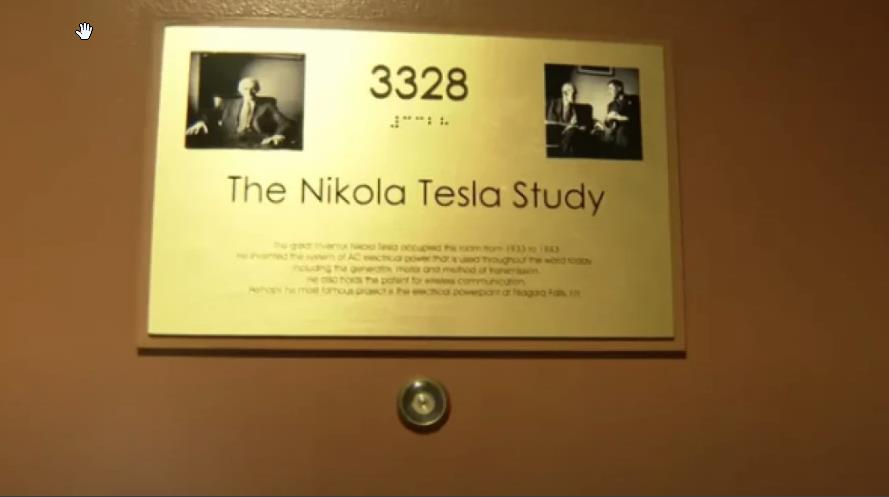 3328
⠼⠉⠉⠃⠓
The Nikola Tesla Study
The great inventor Nikola Tesla occupied this room from 1933 to 1943
He invented the system of AC electrical power that is used throughout the word today
including the generator, motor and method of transmission.
He also holds the patent for wireless communication.
Perhaps his most famous project is the electrical powerplant at Niagara Falls, NY.